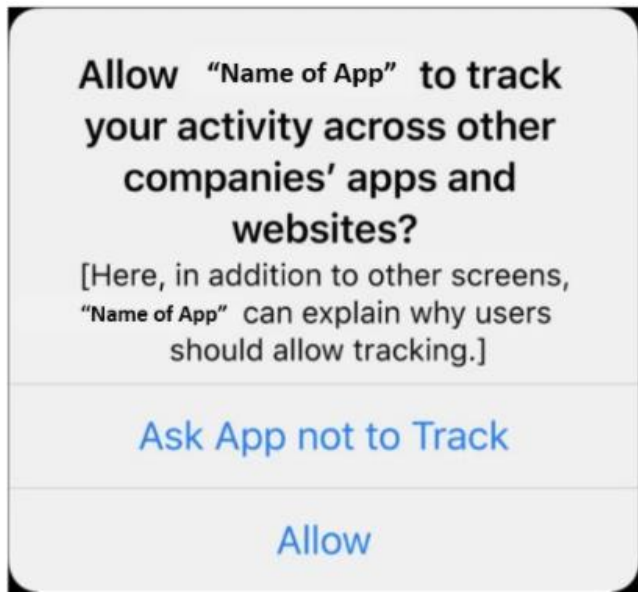 Allow “Name of App” to track
your activity across other
companies’ apps and
websites?
[Here, in addition to other screens,
“Name of App” can explain why users
should allow tracking.]
Ask App not to Track
Allow